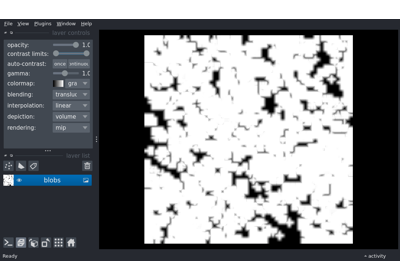 File View Plugins Window Help
layer controls
opacity: 1.0
contrast limits:
auto-contrast: once
gamma: 1.0
colormap: gra
blending: translu
interpolation: linear
depiction: volume
rendering: mip
layer list
blobs
Ready
activity